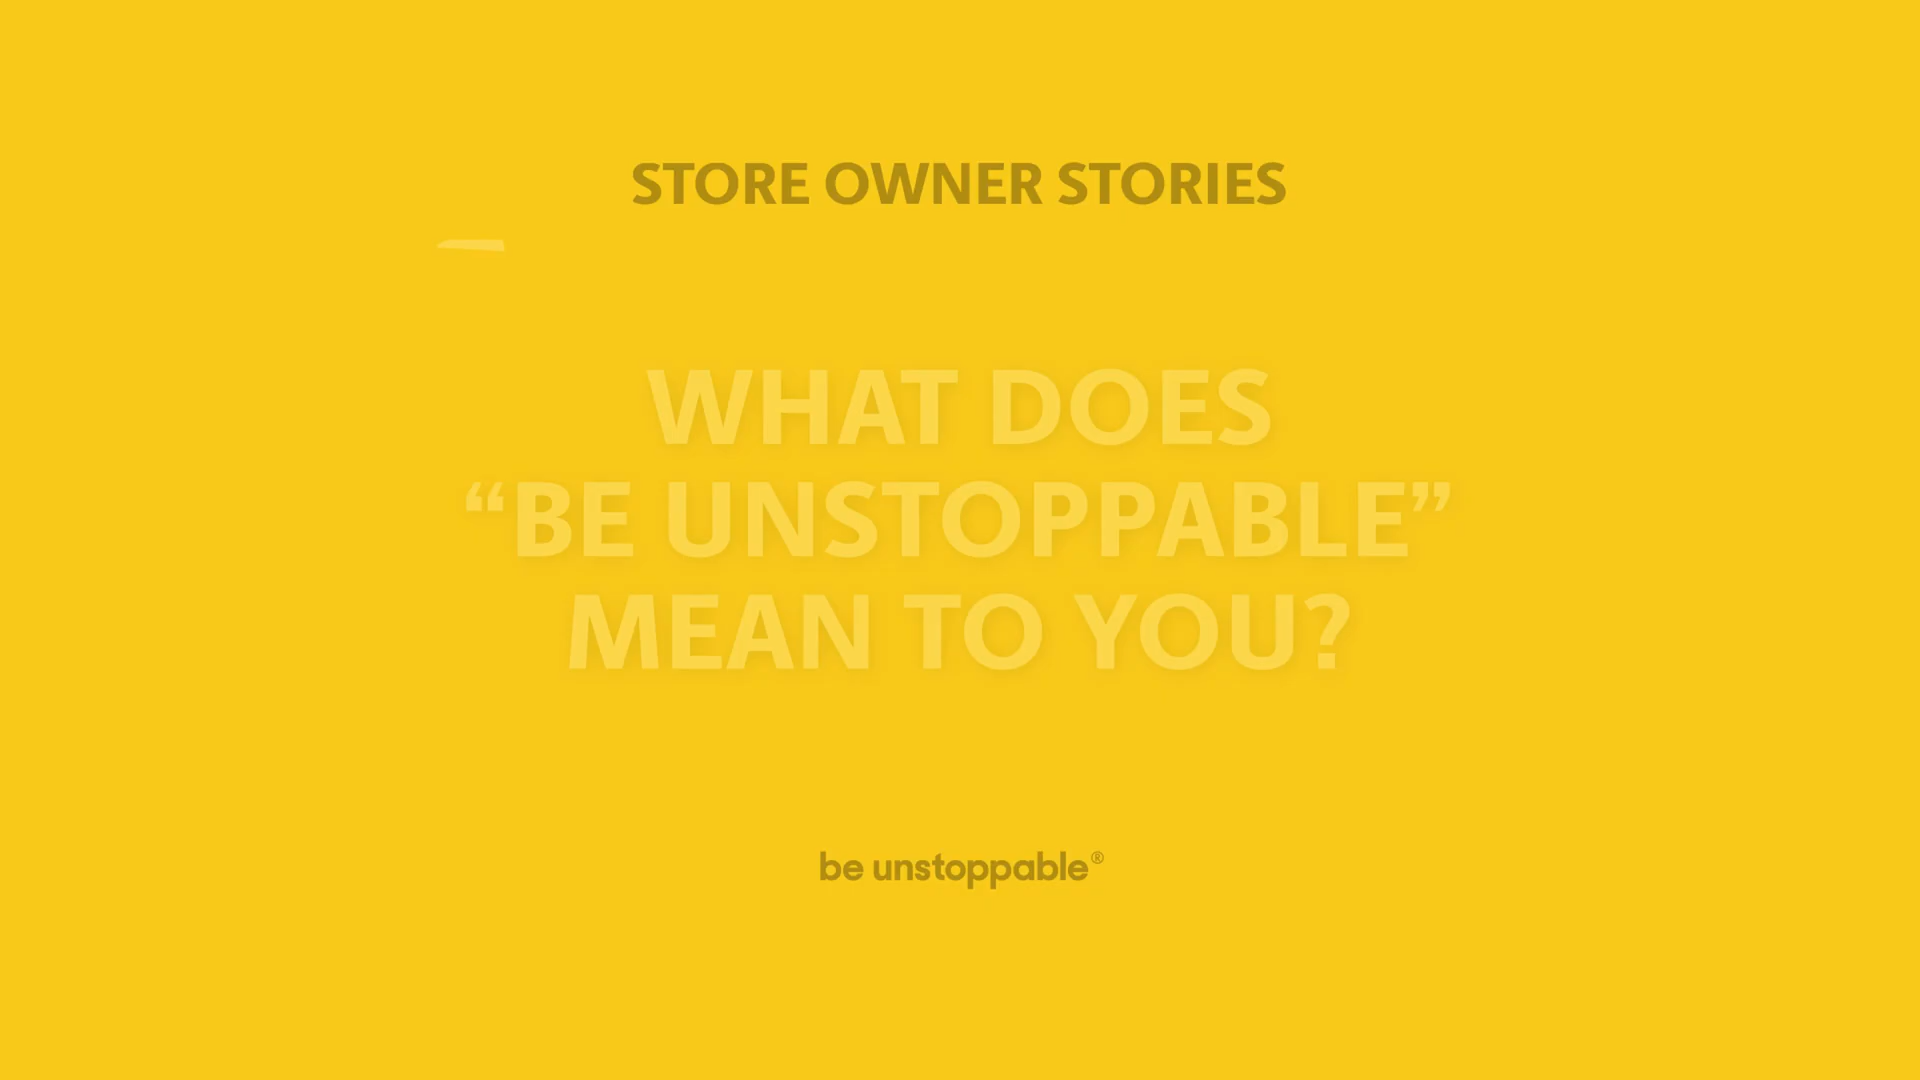 STORE OWNER STORIES
WHAT DOES
“BE UNSTOPPABLE”
MEAN TO YOU?
be unstoppable®